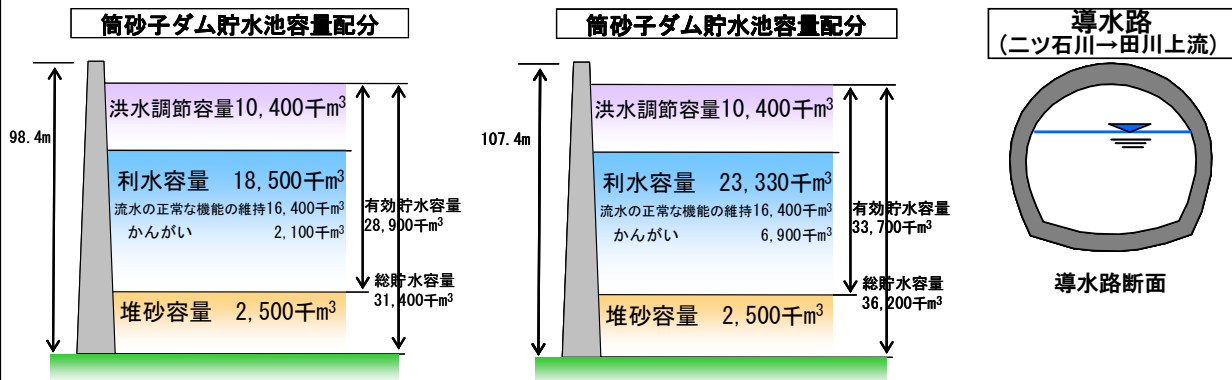 筒砂子ダム貯水池容量配分
98.4m
洪水調節容量10,400千m³
利水容量 18,500千m³
流水の正常な機能の維持16,400千m³
かんがい 2,100千m³
堆砂容量 2,500千m³
有効貯水容量
28,900千m³
総貯水容量
31,400千m³
筒砂子ダム貯水池容量配分
107.4m
洪水調節容量10,400千m³
利水容量 23,330千m³
流水の正常な機能の維持16,400千m³
かんがい 6,900千m³
堆砂容量 2,500千m³
有効貯水容量
33,700千m³
総貯水容量
36,200千m³
導水路
(二ツ石川→田川上流)
導水路断面